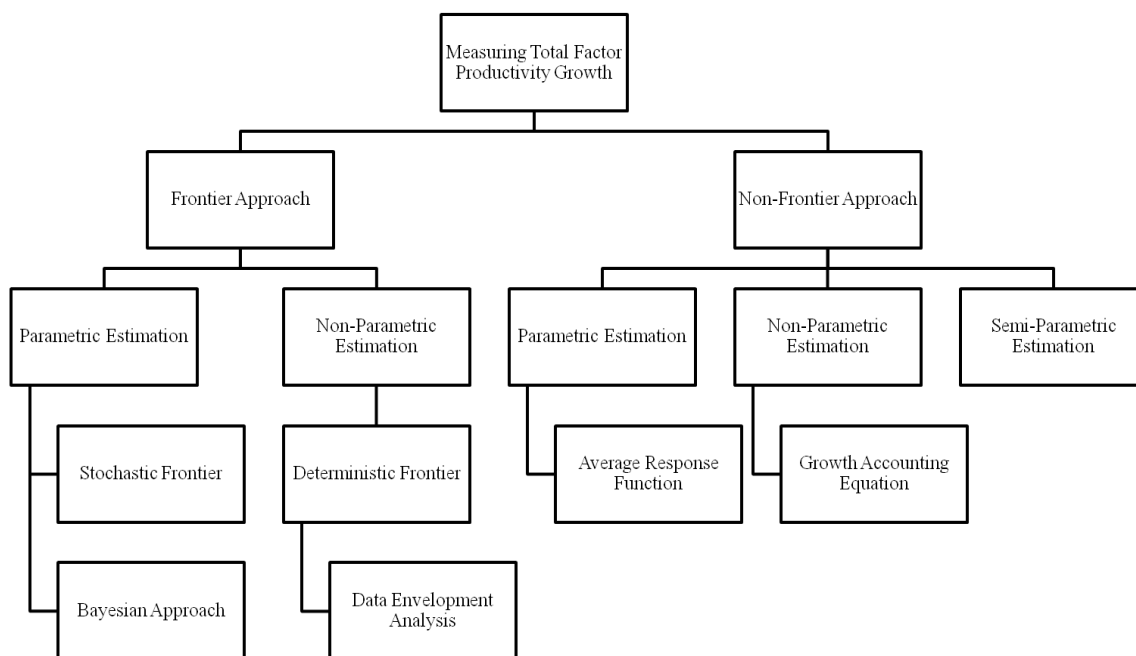 Measuring Total Factor
Productivity Growth
Frontier Approach
Non-Frontier Approach
Parametric Estimation
Non-Parametric
Estimation
Parametric Estimation
Non-Parametric
Estimation
Semi-Parametric
Estimation
Stochastic Frontier
Deterministic Frontier
Average Response
Function
Growth Accounting
Equation
Bayesian Approach
Data Envelopment
Analysis